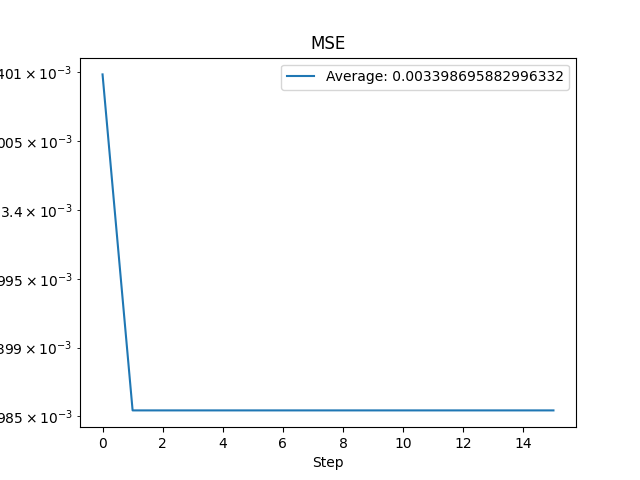 MSE
Average: 0.003398695882996332
401 × 10⁻³
005 × 10⁻³
3.4 × 10⁻³
995 × 10⁻³
399 × 10⁻³
985 × 10⁻³
0 2 4 6 8 10 12 14
Step